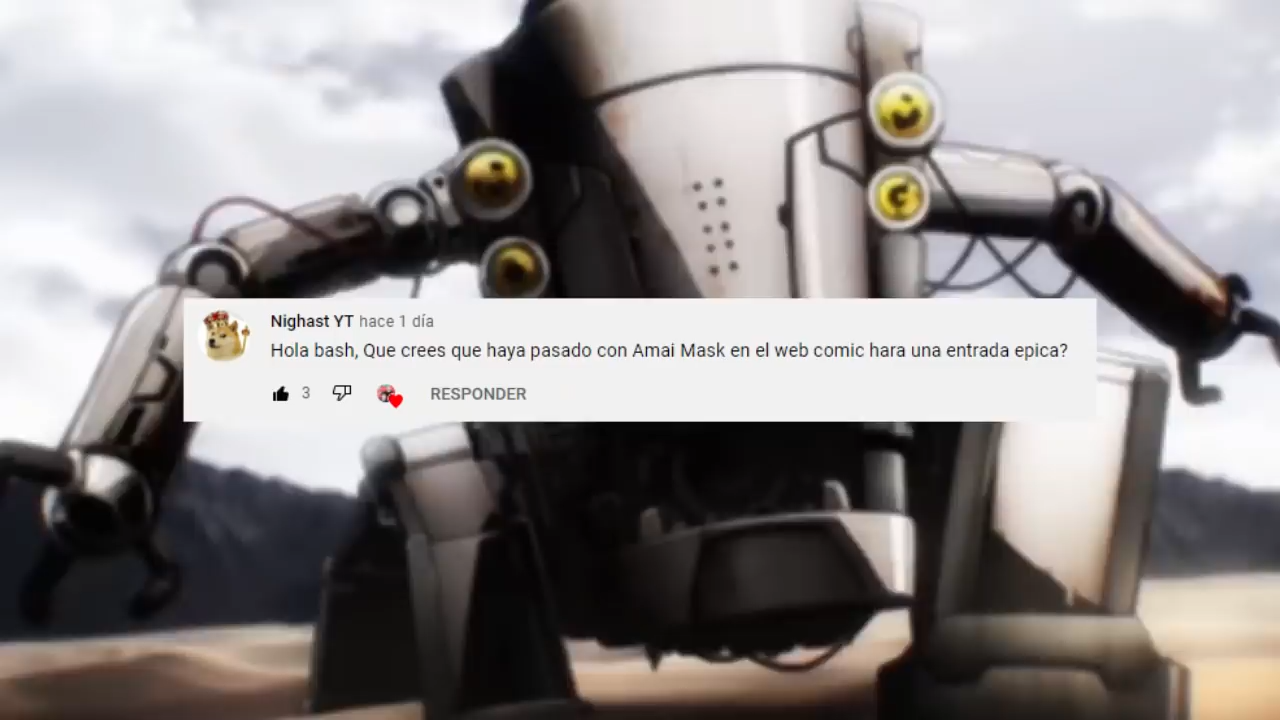 Nighast YT hace 1 día
Hola bash, Que crees que haya pasado con Amai Mask en el web comic hara una entrada epica?
3 RESPONDER